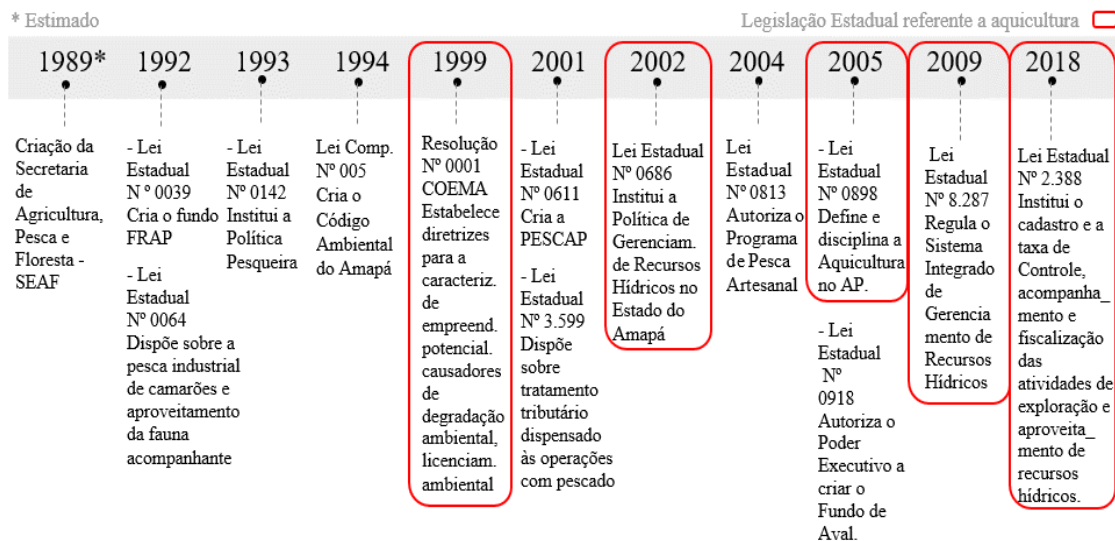 * Estimado
Legislação Estadual referente a aquicultura
1989*
1992
1993
1994
1999
2001
2002
2004
2005
2009
2018
Criação da
Secretaria
de
Agricultura,
Pesca e
Floresta -
SEAF
- Lei
Estadual
N º 0039
Cria o fundo
FRAP
- Lei
Estadual
Nº 0064
Dispõe sobre a
pesca industrial
de camarões e
aproveitamento
da fauna
acompanhante
- Lei
Estadual
Nº 0142
Institui a
Política
Pesqueira
Lei Comp.
Nº 005
Cria o
Código
Ambiental
do Amapá
Resolução
Nº 0001
COEMA
Estabelece
diretrizes
para a
caracteriz.
de
empreend.
potencial.
causadores
de
degradação
ambiental,
licenciam.
ambiental
- Lei
Estadual
Nº 0611
Cria a
PESCAP
- Lei
Estadual
Nº 3.599
Dispõe
sobre
tratamento
tributário
dispensado
às operações
com pescado
Lei Estadual
Nº 0686
Institui a
Política de
Gerenciam.
de Recursos
Hídricos no
Estado do
Amapá
Lei
Estadual
Nº 0813
Autoriza o
Programa
de Pesca
Artesanal
- Lei
Estadual
Nº 0898
Define e
disciplina a
Aquicultura
no AP.
- Lei
Estadual
Nº
0918
Autoriza o
Poder
Executivo a
criar o
Fundo de
Aval.
Lei
Estadual
Nº 8.287
Regula o
Sistema
Integrado
de
Gerencia
mento de
Recursos
Hídricos
Lei Estadual
Nº 2.388
Institui o
cadastro e a
taxa de
Controle,
acompanha_
mento e
fiscalização
das
atividades de
exploração e
aproveita_
mento de
recursos
hídricos.